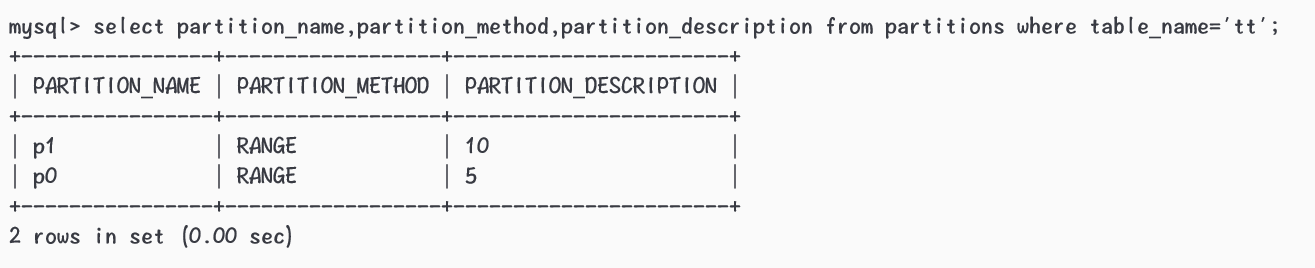 mysql> select partition_name,partition_method,partition_description from partitions where table_name='tt';
+----------------+------------------+-----------------------+
| PARTITION_NAME | PARTITION_METHOD | PARTITION_DESCRIPTION |
+----------------+------------------+-----------------------+
| p1             | RANGE            | 10                    |
| p0             | RANGE            | 5                     |
+----------------+------------------+-----------------------+
2 rows in set (0.00 sec)